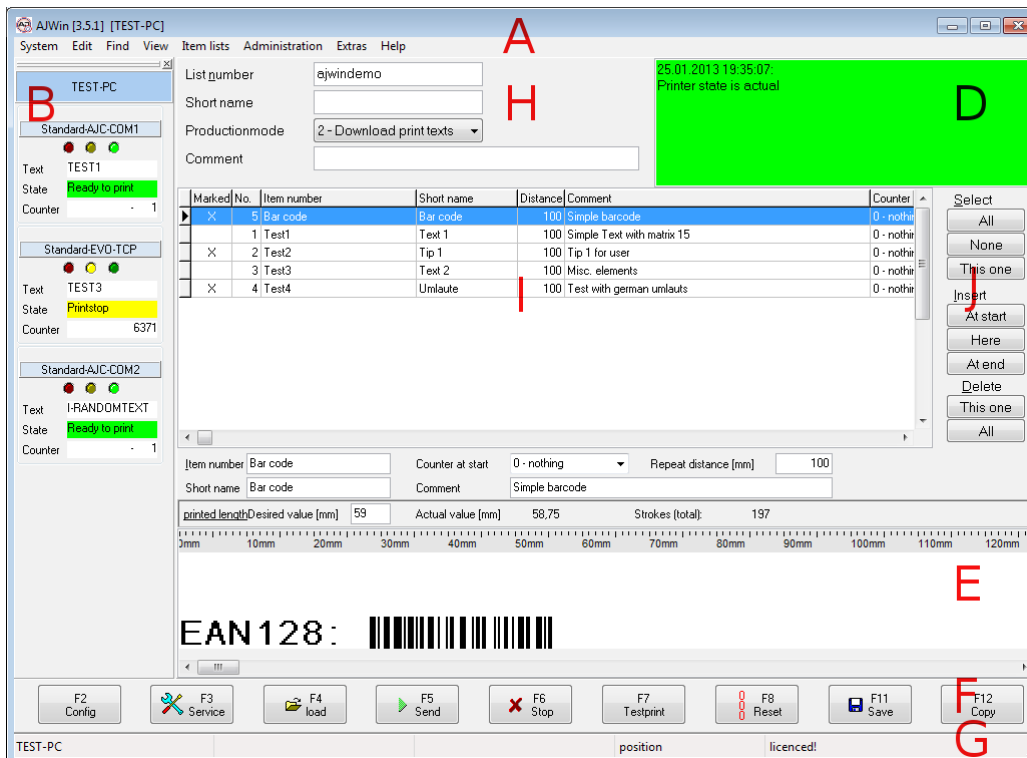 AJWin [3.5.1] [TEST-PC]
System Edit Find View Item lists Administration Extras Help
A
TEST-PC
B
Standard-AJC-COM1
Text TEST1
State Ready to print
Counter - 1
Standard-EVO-TCP
Text TEST3
State Printstop
Counter 6371
Standard-AJC-COM2
Text I-RANDOMTEXT
State Ready to print
Counter - 1
List number ajwindemo
Short name
Productionmode 2 - Download print texts
Comment
H
25.01.2013 19:35:07:
Printer state is actual
D
Marked No. Item number Short name Distance Comment Counter
X 5 Bar code Bar code 100 Simple barcode 0 - nothin
1 Test1 Text 1 100 Simple Text with matrix 15 0 - nothin
X 2 Test2 Tip 1 100 Tip 1 for user 0 - nothin
3 Test3 Text 2 100 Misc. elements 0 - nothin
X 4 Test4 Umlaute 100 Test with german umlauts 0 - nothin
I
Select
All
None
This one
J
Insert
At start
Here
At end
Delete
This one
All
Item number Bar code Counter at start 0 - nothing Repeat distance [mm] 100
Short name Bar code Comment Simple barcode
printed length Desired value [mm] 59 Actual value [mm] 58,75 Strokes (total): 197
0mm 10mm 20mm 30mm 40mm 50mm 60mm 70mm 80mm 90mm 100mm 110mm 120mm
E
EAN128:
F2 Config
F3 Service
F4 load
F5 Send
F6 Stop
F7 Testprint
F8 Reset
F11 Save
F12 Copy
F
TEST-PC position licenced!
G